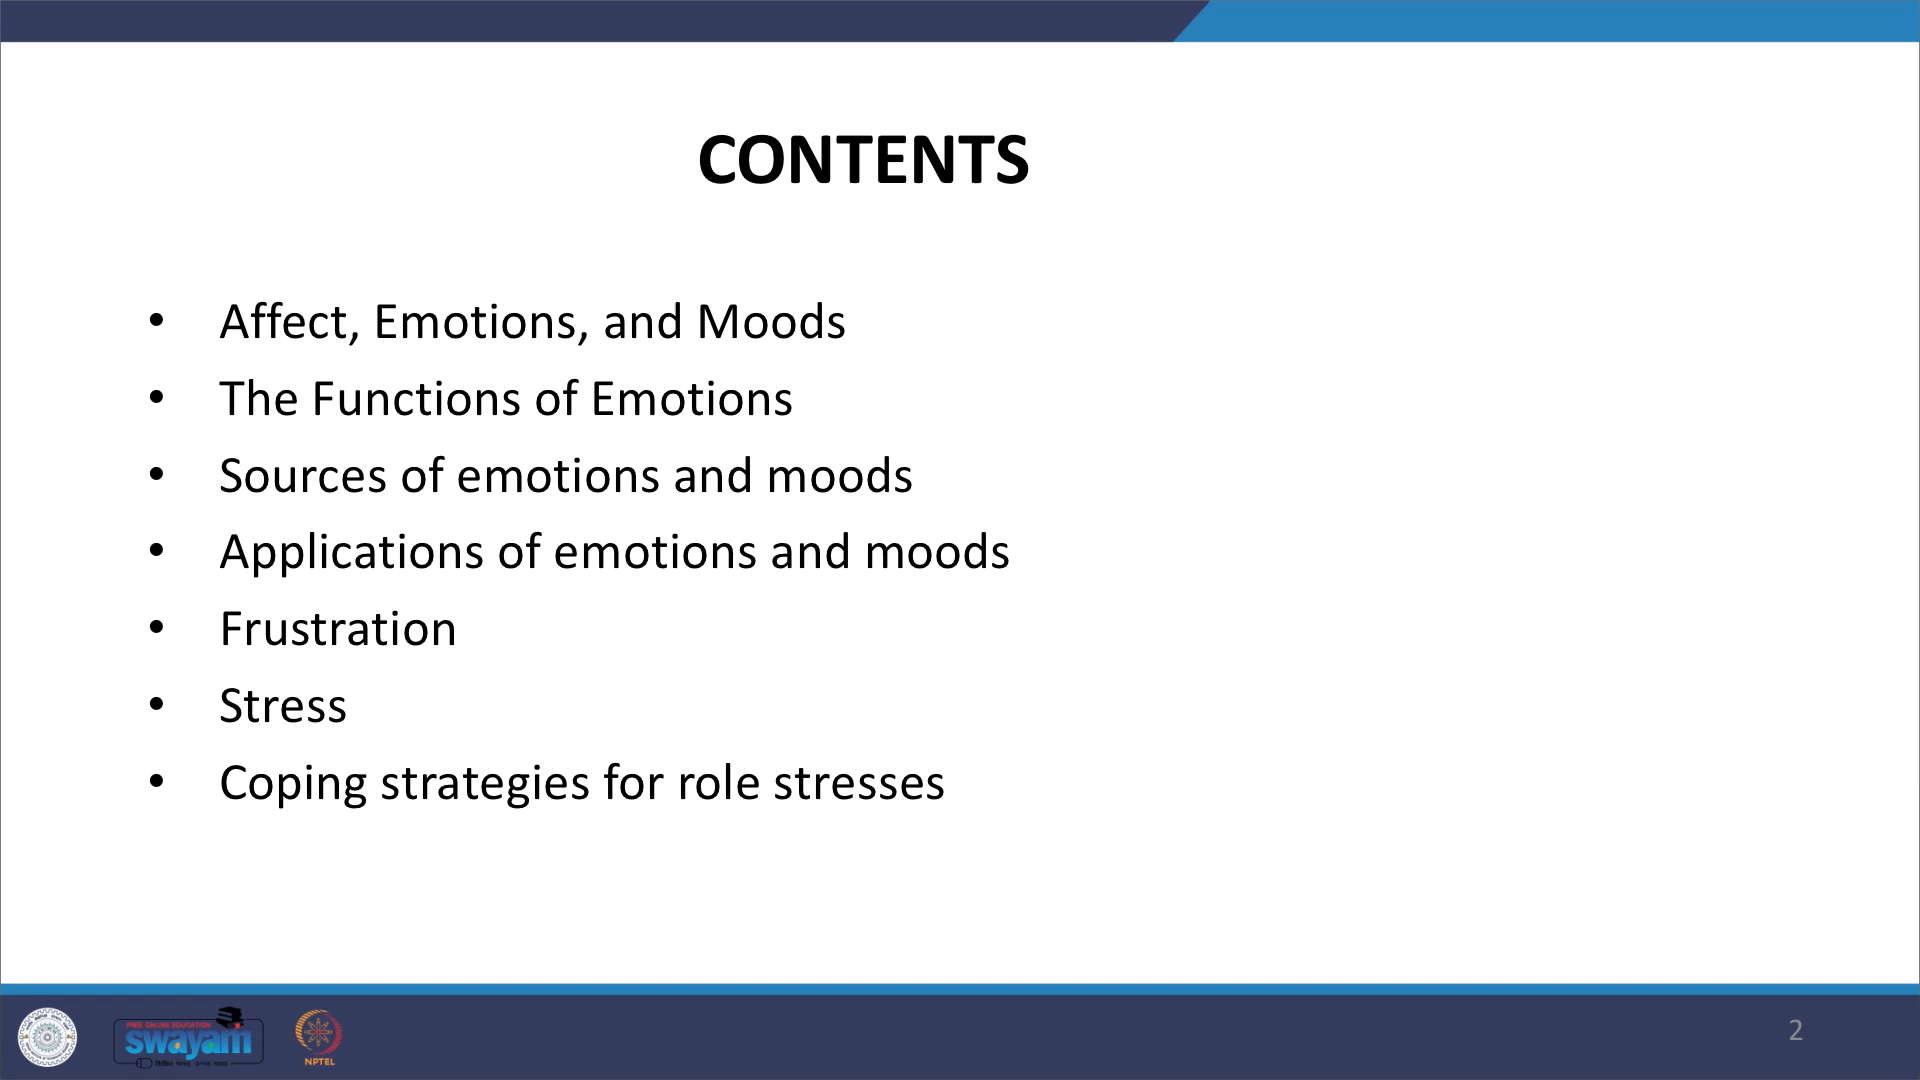 CONTENTS
• Affect, Emotions, and Moods
• The Functions of Emotions
• Sources of emotions and moods
• Applications of emotions and moods
• Frustration
• Stress
• Coping strategies for role stresses
FREE ONLINE EDUCATION
swayam
NPTEL
2